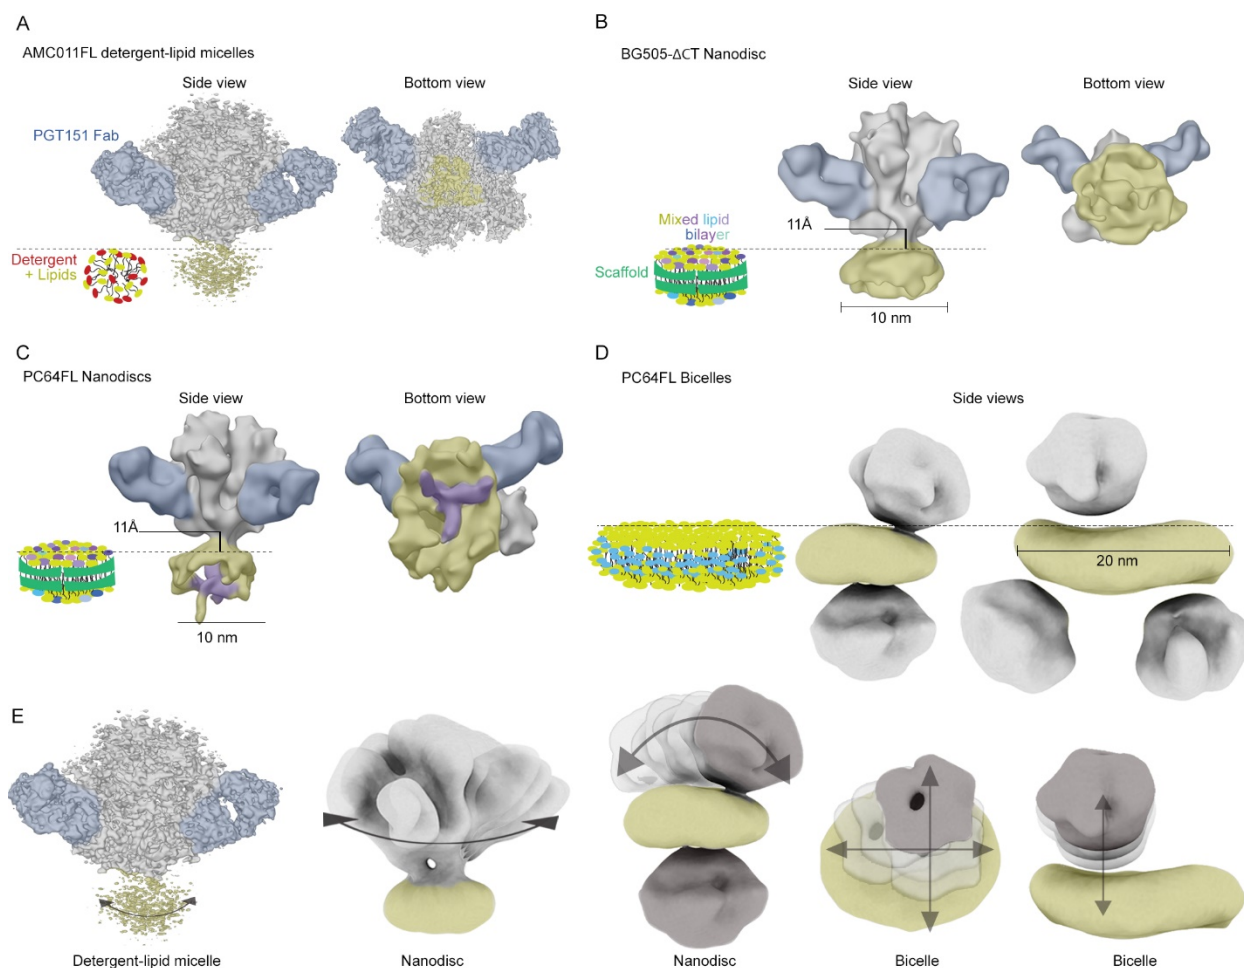 A
AMC011FL detergent-lipid micelles
Side view
Bottom view
PGT151 Fab
Detergent
+ Lipids
B
BG505-ΔCT Nanodisc
Side view
Bottom view
11Å
Mixed lipid
bilayer
Scaffold
10 nm
C
PC64FL Nanodiscs
Side view
Bottom view
11Å
10 nm
D
PC64FL Bicelles
Side views
20 nm
E
Detergent-lipid micelle
Nanodisc
Nanodisc
Bicelle
Bicelle